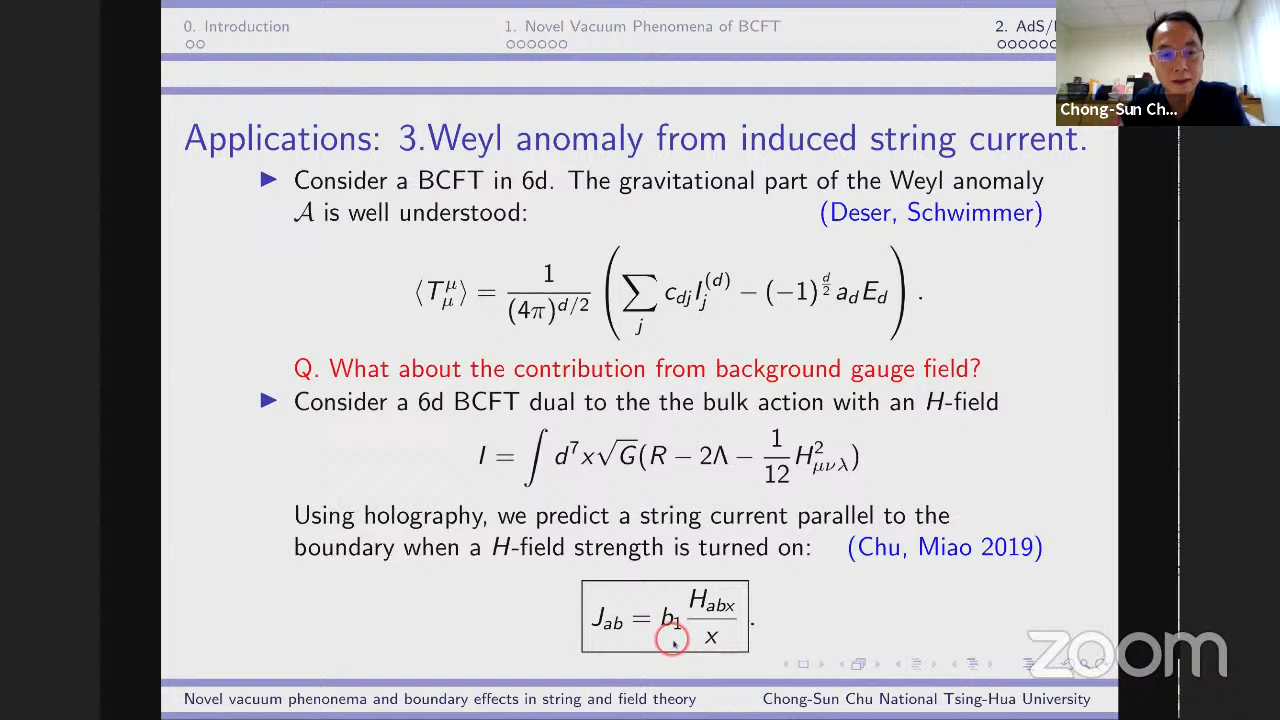 0. Introduction
1. Novel Vacuum Phenomena of BCFT
2. AdS/
Chong-Sun Ch...
Applications: 3.Weyl anomaly from induced string current.
Consider a BCFT in 6d. The gravitational part of the Weyl anomaly
𝒜 is well understood: (Deser, Schwimmer)
⟨T^μ_μ⟩ = 1/(4π)^{d/2} ( ∑_j c_{dj} I_j^{(d)} − (−1)^{d/2} a_d E_d ) .
Q. What about the contribution from background gauge field?
Consider a 6d BCFT dual to the the bulk action with an H-field
I = ∫ d^7x√G(R − 2Λ − 1/12 H^2_{μνλ})
Using holography, we predict a string current parallel to the
boundary when a H-field strength is turned on: (Chu, Miao 2019)
J_{ab} = b_1 H_{abx}/x .
zoom
Novel vacuum phenonema and boundary effects in string and field theory
Chong-Sun Chu National Tsing-Hua University